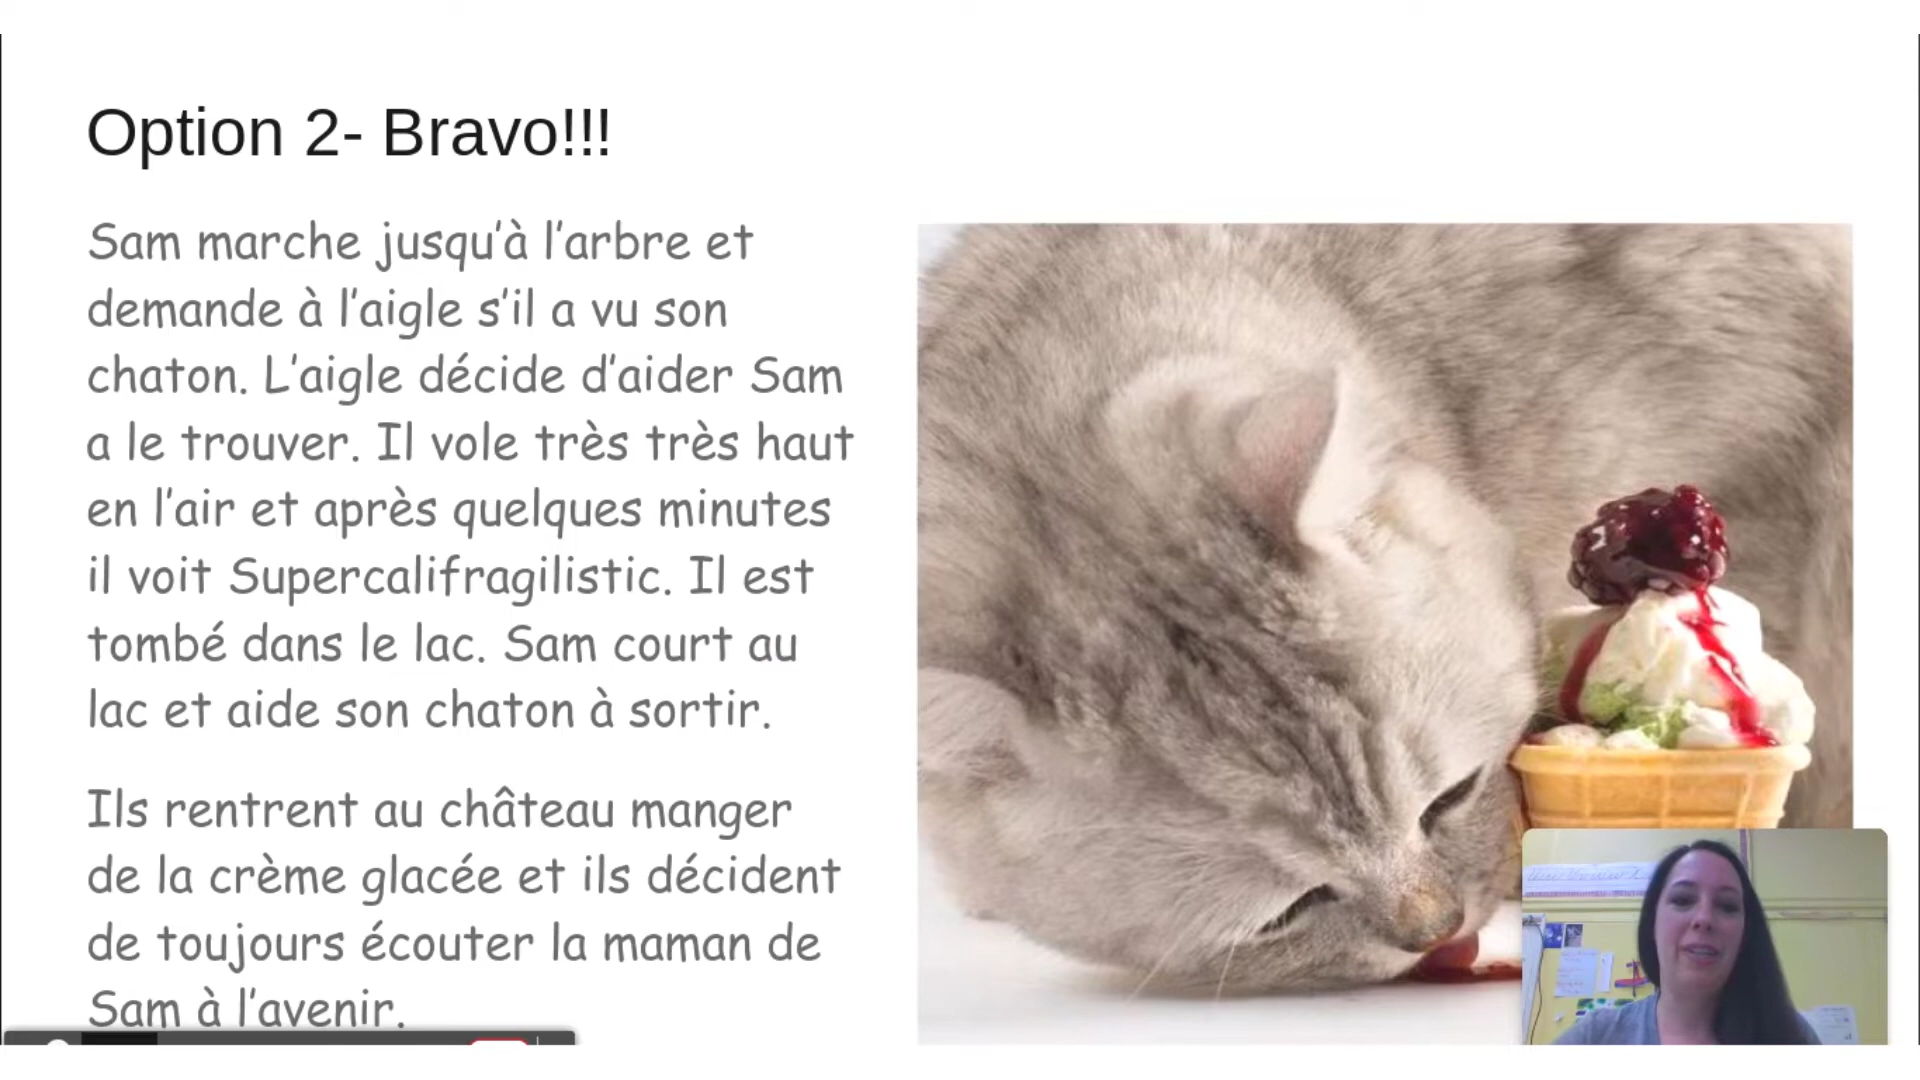 Option 2- Bravo!!!
Sam marche jusqu'à l'arbre et
demande à l'aigle s'il a vu son
chaton. L'aigle décide d'aider Sam
a le trouver. Il vole très très haut
en l'air et après quelques minutes
il voit Supercalifragilistic. Il est
tombé dans le lac. Sam court au
lac et aide son chaton à sortir.
Ils rentrent au château manger
de la crème glacée et ils décident
de toujours écouter la maman de
Sam à l'avenir.